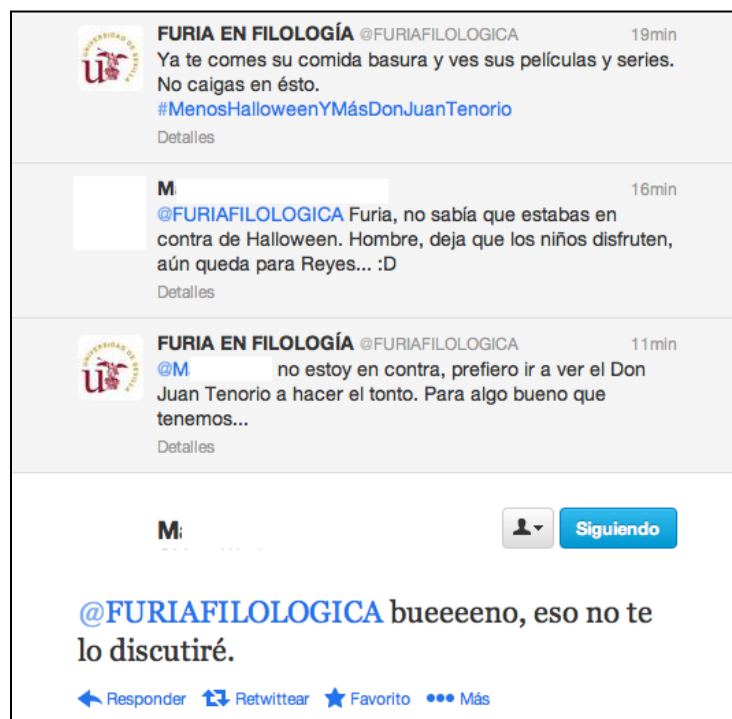 FURIA EN FILOLOGÍA @FURIAFILOLOGICA 19min
Ya te comes su comida basura y ves sus películas y series.
No caigas en ésto.
#MenosHalloweenYMásDonJuanTenorio
Detalles
M 16min
@FURIAFILOLOGICA Furia, no sabía que estabas en
contra de Halloween. Hombre, deja que los niños disfruten,
aún queda para Reyes... :D
Detalles
FURIA EN FILOLOGÍA @FURIAFILOLOGICA 11min
@M no estoy en contra, prefiero ir a ver el Don
Juan Tenorio a hacer el tonto. Para algo bueno que
tenemos...
Detalles
Ma Siguiendo
@FURIAFILOLOGICA bueeeeno, eso no te
lo discutiré.
Responder Retwittear Favorito Más